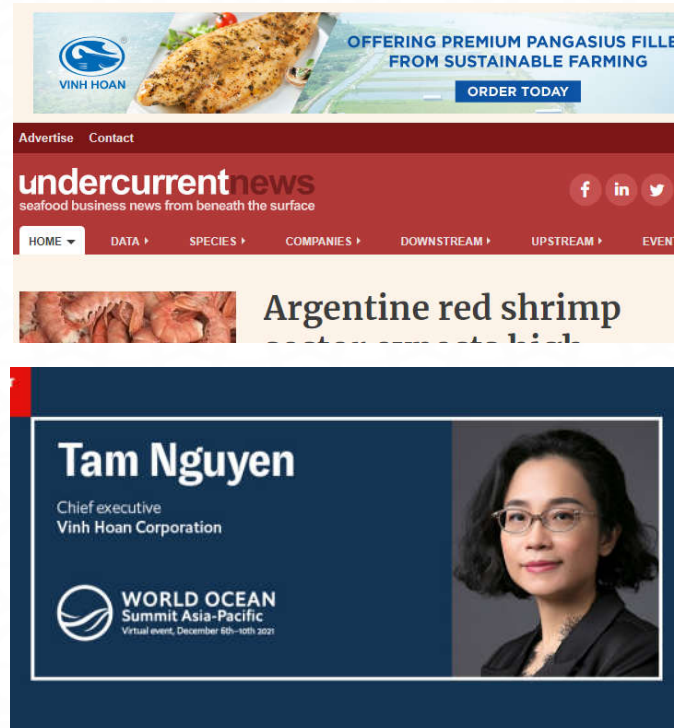 VINH HOAN
OFFERING PREMIUM PANGASIUS FILLE
FROM SUSTAINABLE FARMING
ORDER TODAY
Advertise Contact
undercurrentnews
seafood business news from beneath the surface
f in
HOME DATA SPECIES COMPANIES DOWNSTREAM UPSTREAM EVEN
Argentine red shrimp
Tam Nguyen
Chief executive
Vinh Hoan Corporation
WORLD OCEAN
Summit Asia-Pacific
Virtual event, December 6th–10th 2021